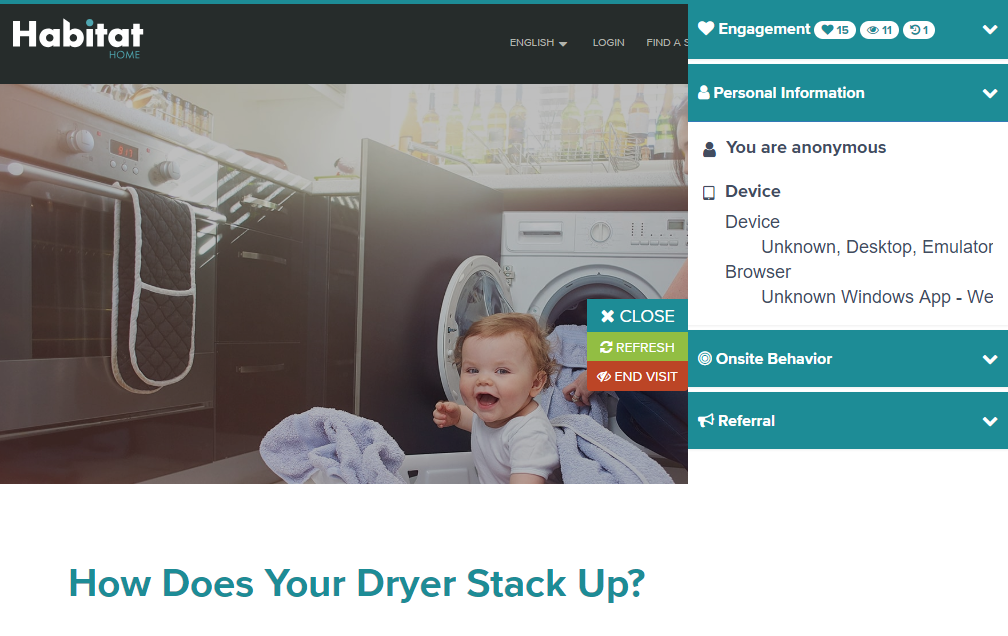 Habitat
HOME
ENGLISH
LOGIN
FIND A S
Engagement 15 11 1
Personal Information
You are anonymous
Device
Device
Unknown, Desktop, Emulator
Browser
Unknown Windows App - We
CLOSE
REFRESH
END VISIT
Onsite Behavior
Referral
How Does Your Dryer Stack Up?